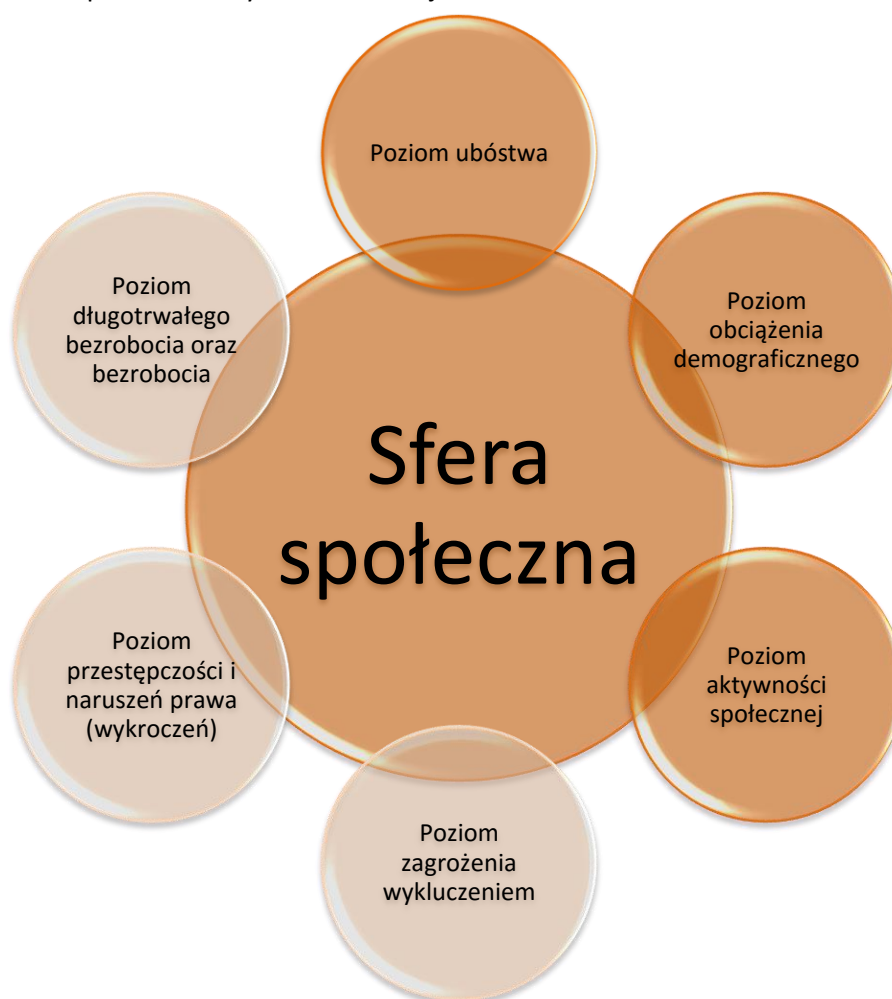 Poziom ubóstwa
Poziom
obciążenia
demograficznego
Poziom
aktywności
społecznej
Poziom
zagrożenia
wykluczeniem
Poziom
przestępczości i
naruszeń prawa
(wykroczeń)
Poziom
długotrwałego
bezrobocia oraz
bezrobocia
Sfera
społeczna